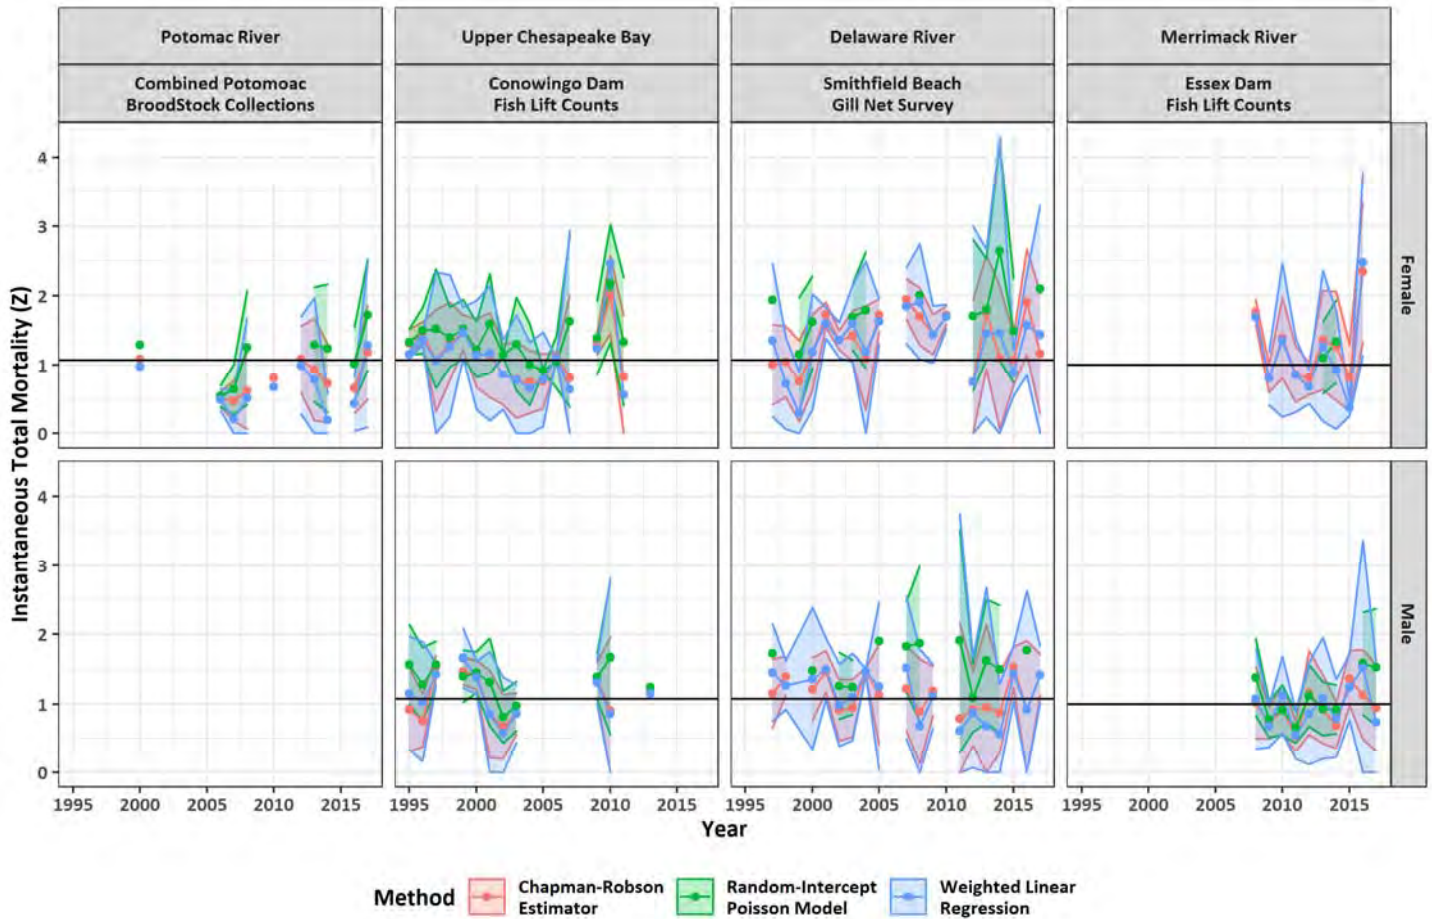 Potomac River
Upper Chesapeake Bay
Delaware River
Merrimack River
Combined Potomoac
BroodStock Collections
Conowingo Dam
Fish Lift Counts
Smithfield Beach
Gill Net Survey
Essex Dam
Fish Lift Counts
Instantaneous Total Mortality (Z)
4
3
2
1
0
Female
4
3
2
1
0
Male
1995 2000 2005 2010 2015
1995 2000 2005 2010 2015
1995 2000 2005 2010 2015
1995 2000 2005 2010 2015
Year
Method
Chapman-Robson
Estimator
Random-Intercept
Poisson Model
Weighted Linear
Regression